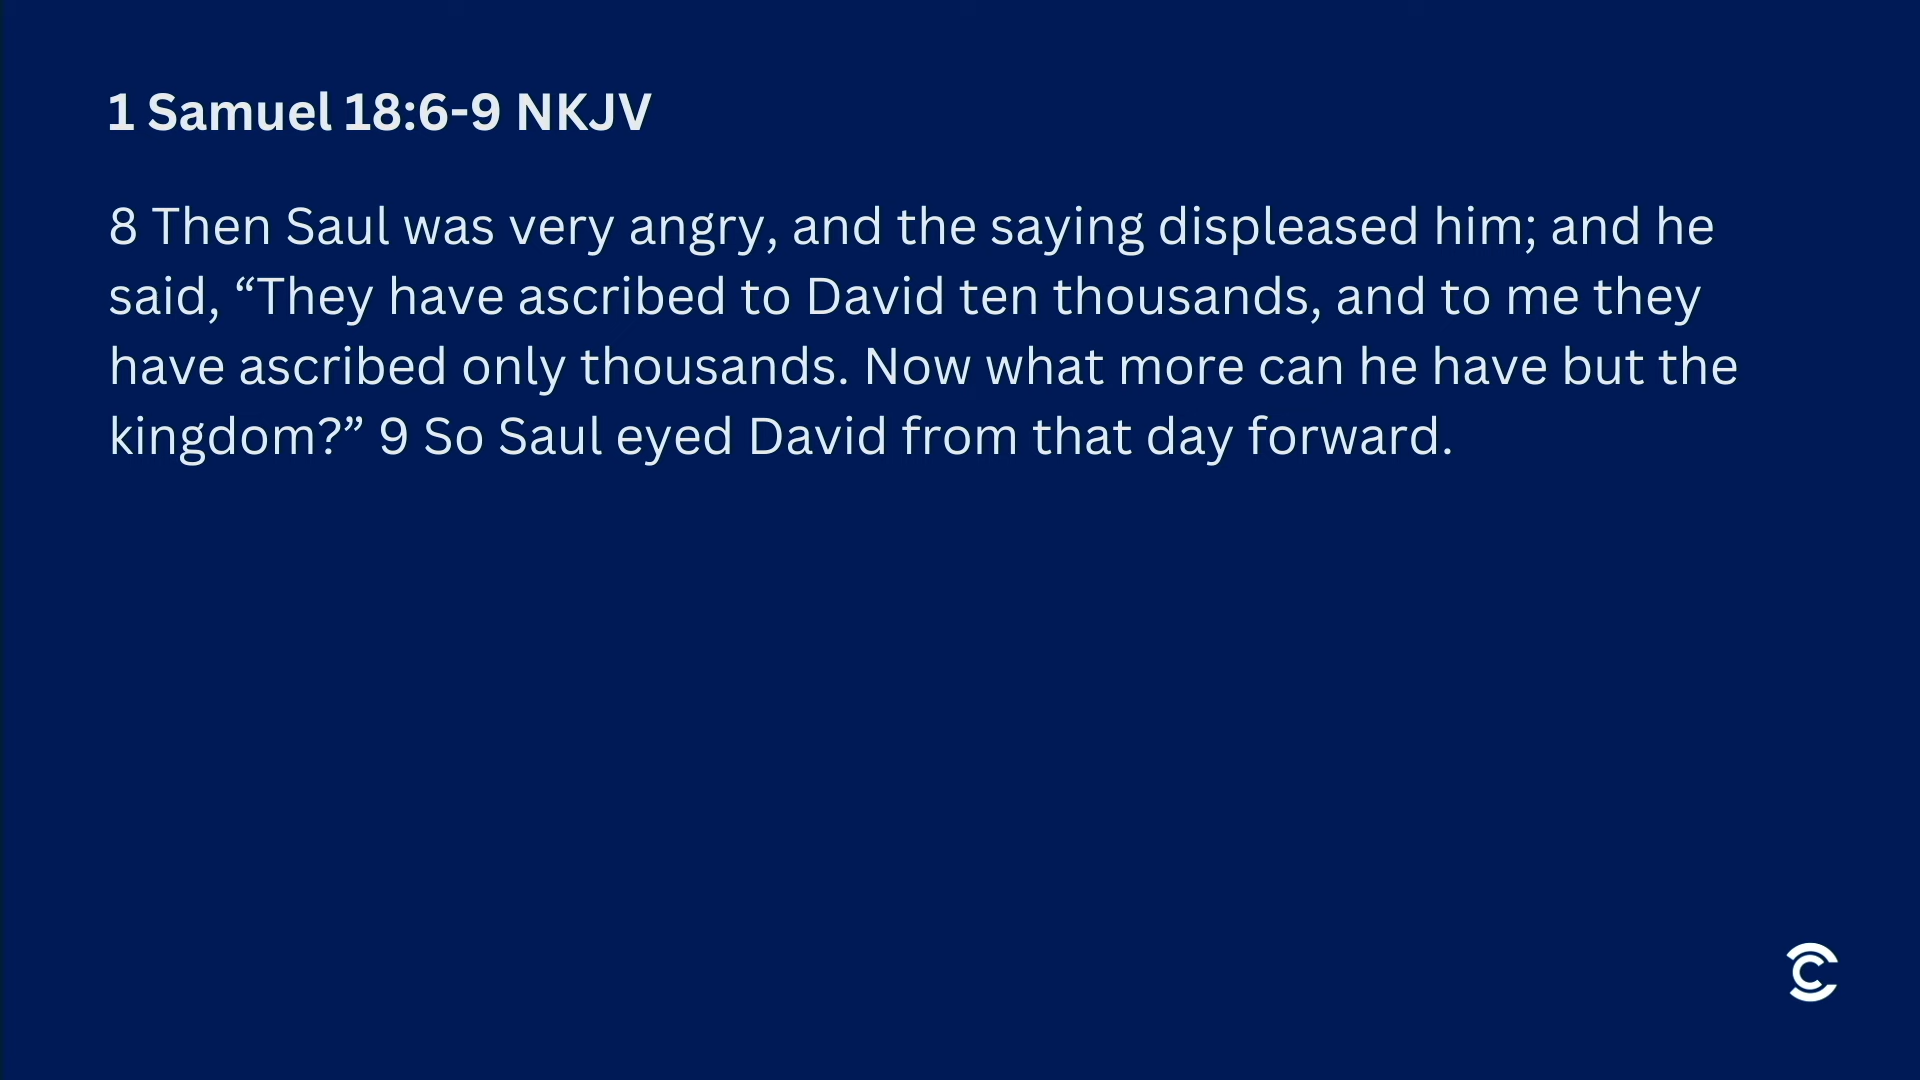 1 Samuel 18:6-9 NKJV
8 Then Saul was very angry, and the saying displeased him; and he
said, “They have ascribed to David ten thousands, and to me they
have ascribed only thousands. Now what more can he have but the
kingdom?” 9 So Saul eyed David from that day forward.